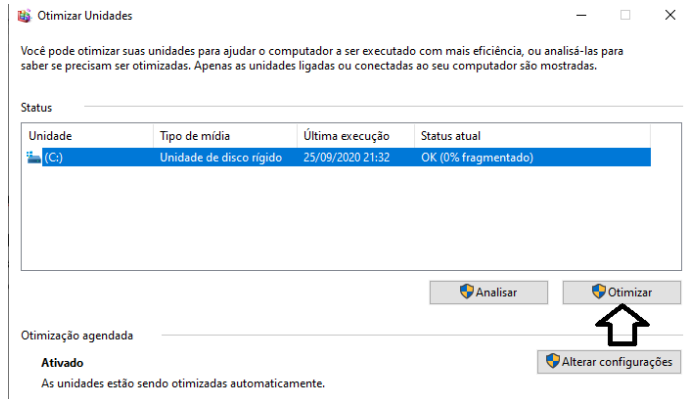 Otimizar Unidades
Você pode otimizar suas unidades para ajudar o computador a ser executado com mais eficiência, ou analisá-las para
saber se precisam ser otimizadas. Apenas as unidades ligadas ou conectadas ao seu computador são mostradas.
Status
Unidade Tipo de mídia Última execução Status atual
(C:) Unidade de disco rígido 25/09/2020 21:32 OK (0% fragmentado)
Analisar Otimizar
Otimização agendada
Ativado Alterar configurações
As unidades estão sendo otimizadas automaticamente.